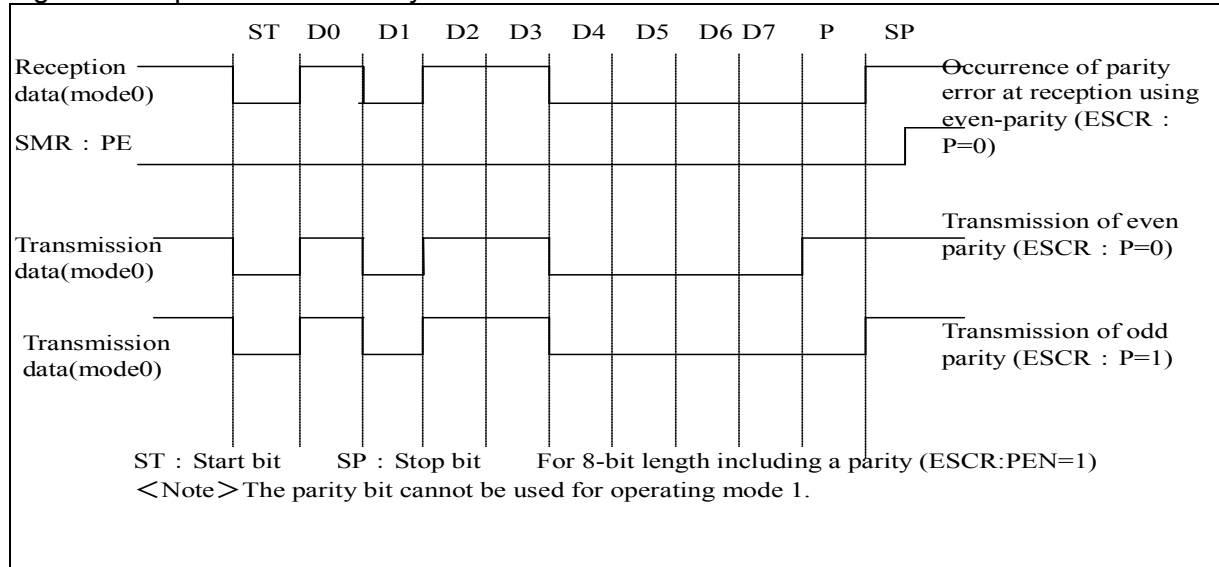 ST D0 D1 D2 D3 D4 D5 D6 D7 P SP
Reception
data(mode0)
Occurrence of parity
error at reception using
even-parity (ESCR :
P=0)
SMR : PE
Transmission
data(mode0)
Transmission of even
parity (ESCR : P=0)
Transmission
data(mode0)
Transmission of odd
parity (ESCR : P=1)
ST : Start bit SP : Stop bit For 8-bit length including a parity (ESCR:PEN=1)
<Note>The parity bit cannot be used for operating mode 1.